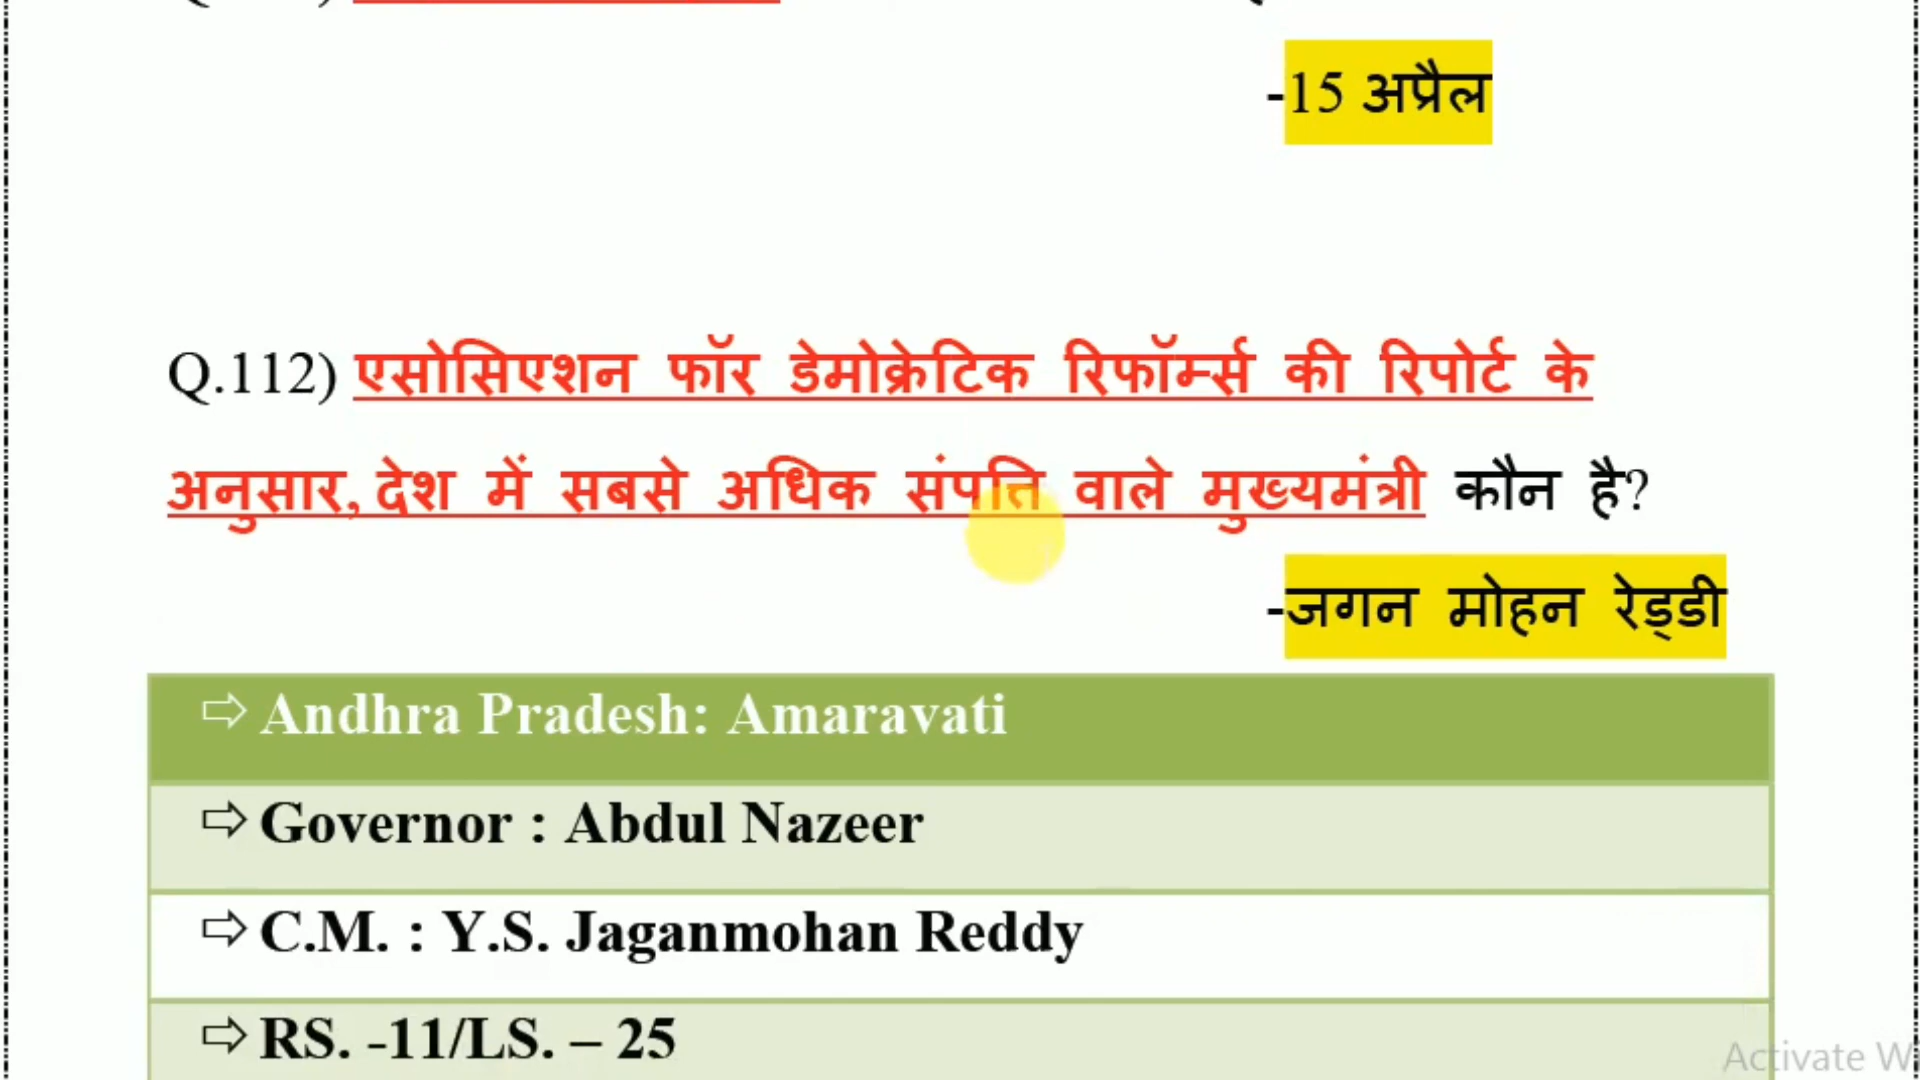 -15 अप्रैल
Q.112) एसोसिएशन फॉर डेमोक्रेटिक रिफॉर्म्स की रिपोर्ट के
अनुसार, देश में सबसे अधिक संपत्ति वाले मुख्यमंत्री कौन है?
-जगन मोहन रेड्डी
⇨ Andhra Pradesh: Amaravati
⇨ Governor : Abdul Nazeer
⇨ C.M. : Y.S. Jaganmohan Reddy
⇨ RS. -11/LS. – 25
Activate W